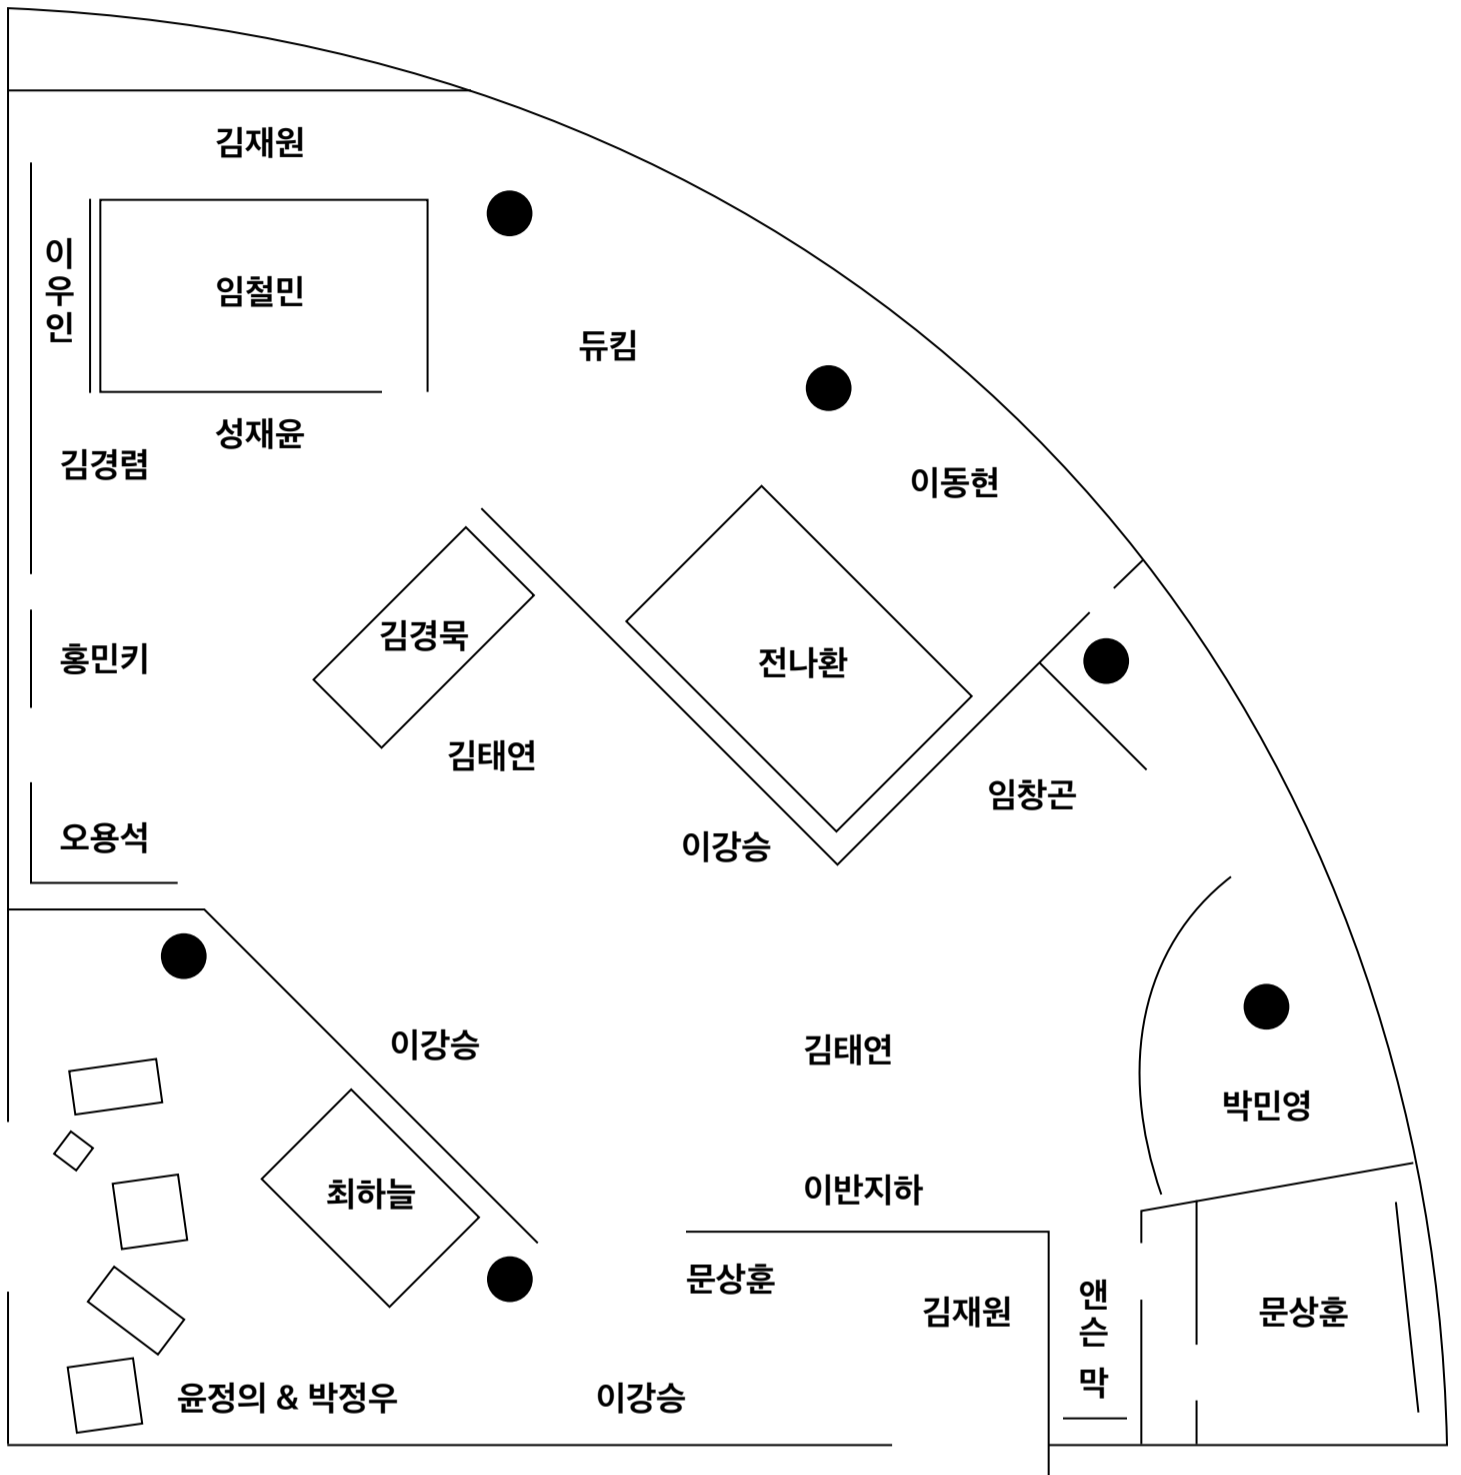 김재원
이우인
임철민
듀킴
성재윤
김경렴
이동현
김경묵
홍민키
전나환
김태연
임창곤
오용석
이강승
이강승
김태연
박민영
최하늘
이반지하
문상훈
김재원
앤슨 막
문상훈
윤정의 & 박정우
이강승